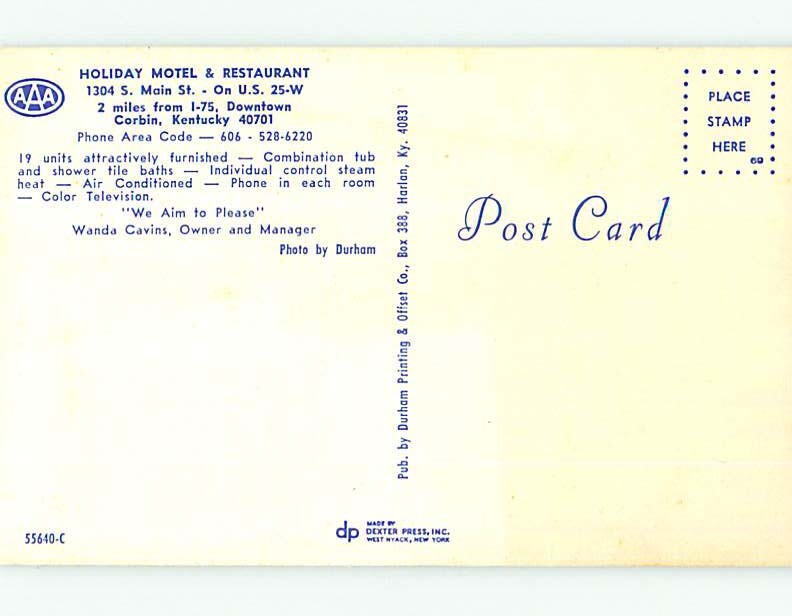 AAA
HOLIDAY MOTEL & RESTAURANT
1304 S. Main St. - On U.S. 25-W
2 miles from I-75, Downtown
Corbin, Kentucky 40701
Phone Area Code — 606 - 528-6220
19 units attractively furnished — Combination tub
and shower tile baths — Individual control steam
heat — Air Conditioned — Phone in each room
— Color Television.
"We Aim to Please"
Wanda Cavins, Owner and Manager
Photo by Durham
55640-C
Pub. by Durham Printing & Offset Co., Box 388, Harlan, Ky. 40831
dp
MADE BY
DEXTER PRESS, INC.
WEST NYACK, NEW YORK
Post Card
PLACE
STAMP
HERE
69